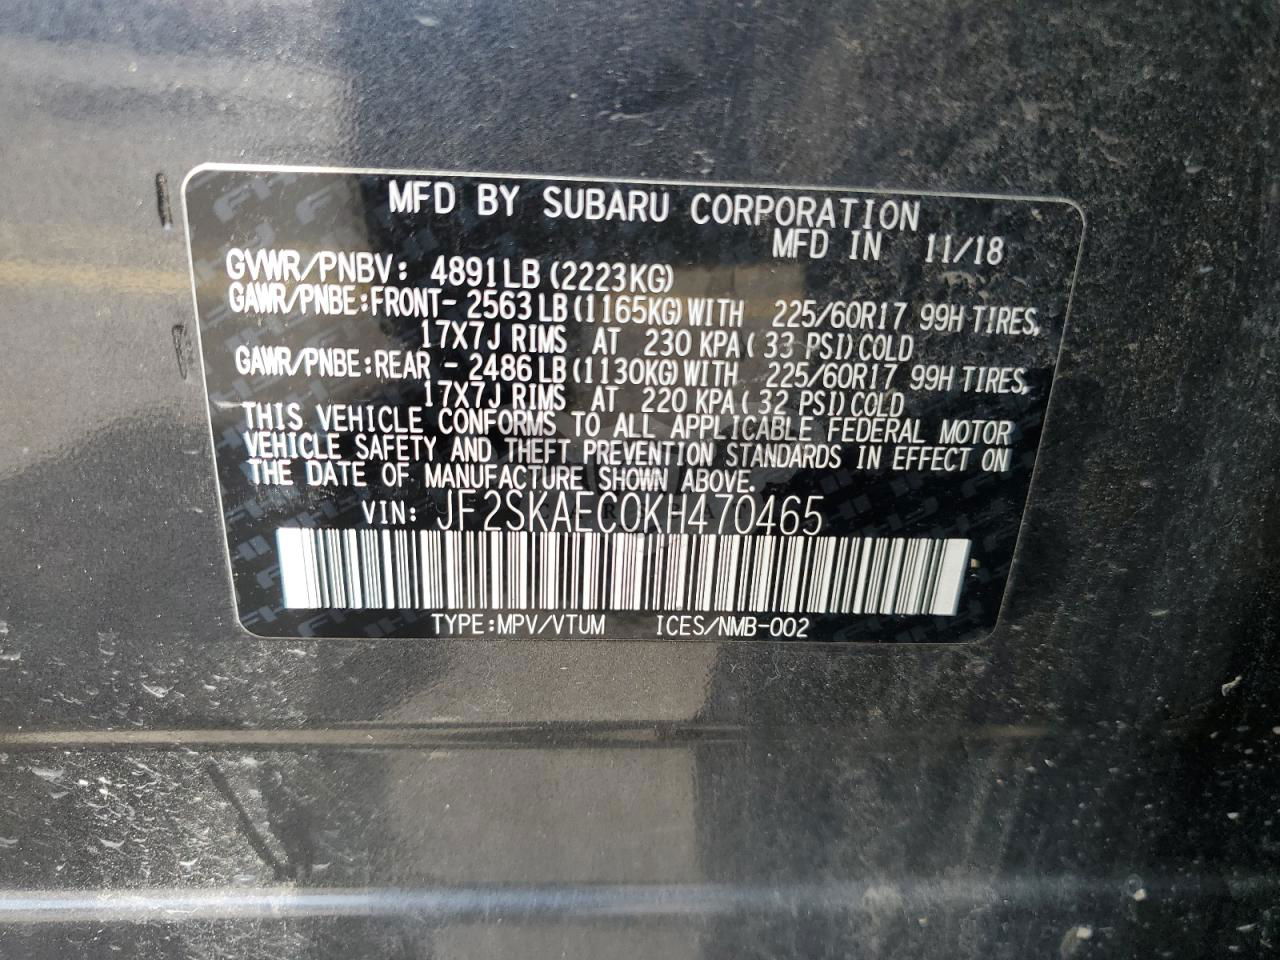 MFD BY SUBARU CORPORATION
MFD IN 11/18
GVWR/PNBV: 4891LB (2223KG)
GAWR/PNBE:FRONT- 2563LB(1165KG)WITH 225/60R17 99H TIRES,
17X7J RIMS AT 230 KPA( 33 PSI)COLD
GAWR/PNBE:REAR - 2486LB(1130KG)WITH 225/60R17 99H TIRES,
17X7J RIMS AT 220 KPA( 32 PSI)COLD
THIS VEHICLE CONFORMS TO ALL APPLICABLE FEDERAL MOTOR
VEHICLE SAFETY AND THEFT PREVENTION STANDARDS IN EFFECT ON
THE DATE OF MANUFACTURE SHOWN ABOVE.
VIN: JF2SKAEC0KH470465
TYPE:MPV/VTUM ICES/NMB-002